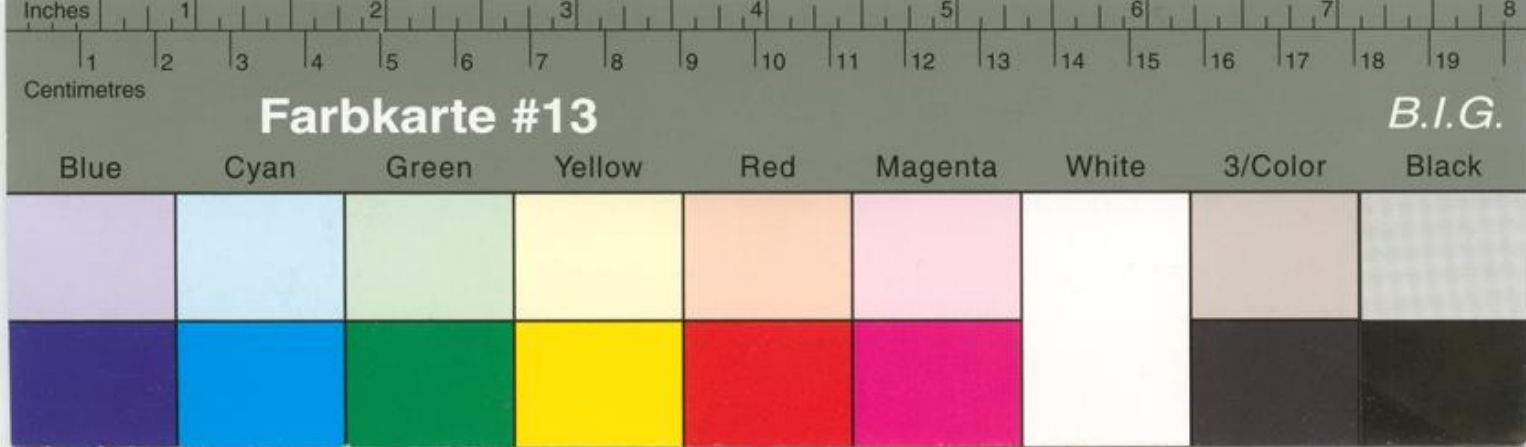 Inches 1 2 3 4 5 6 7 8
1 2 3 4 5 6 7 8 9 10 11 12 13 14 15 16 17 18 19
Centimetres
Farbkarte #13 B.I.G.
Blue Cyan Green Yellow Red Magenta White 3/Color Black